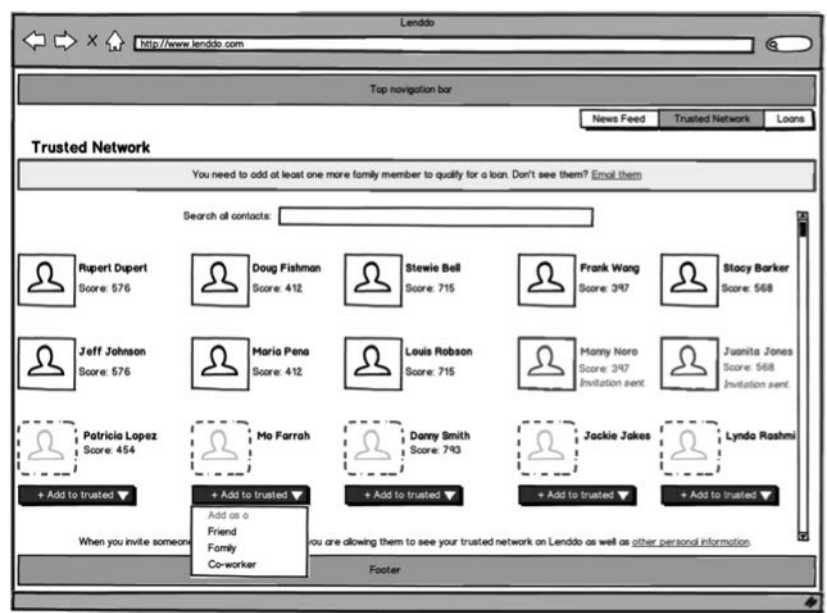 Lenddo
http://www.lenddo.com
Top navigation bar
News Feed Trusted Network Loans
Trusted Network
You need to add at least one more family member to qualify for a loan. Don't see them? Email them
Search all contacts:
Rupert Dupert Doug Fishman Stewie Bell Frank Wang Stacy Barker
Score: 576 Score: 412 Score: 715 Score: 397 Score: 568
Jeff Johnson Maria Pena Louis Robson Manny Noro Juanita Jones
Score: 576 Score: 412 Score: 715 Score: 397 Score: 568
Invitation sent. Invitation sent.
Patricia Lopez Mo Farrah Danny Smith Jackie Jakes Lynda Rashmi
Score: 454 Score: 793
+ Add to trusted + Add to trusted + Add to trusted + Add to trusted + Add to trusted
Add as a
Friend
Family
Co-worker
When you invite someone you are allowing them to see your trusted network on Lenddo as well as other personal information.
Footer